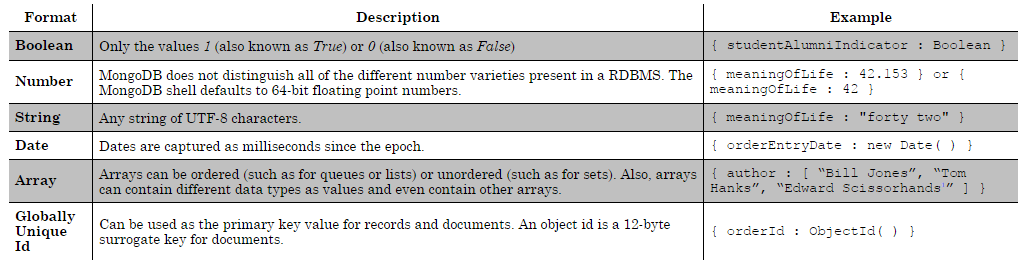 Format Description Example
Boolean Only the values 1 (also known as True) or 0 (also known as False) { studentAlumniIndicator : Boolean }
Number MongoDB does not distinguish all of the different number varieties present in a RDBMS. The
MongoDB shell defaults to 64-bit floating point numbers.
{ meaningOfLife : 42.153 } or {
meaningOfLife : 42 }
String Any string of UTF-8 characters. { meaningOfLife : "forty two" }
Date Dates are captured as milliseconds since the epoch. { orderEntryDate : new Date( ) }
Array Arrays can be ordered (such as for queues or lists) or unordered (such as for sets). Also, arrays
can contain different data types as values and even contain other arrays.
{ author : [ “Bill Jones”, “Tom
Hanks”, “Edward Scissorhands'” ] }
Globally
Unique
Id
Can be used as the primary key value for records and documents. An object id is a 12-byte
surrogate key for documents.
{ orderId : ObjectId( ) }